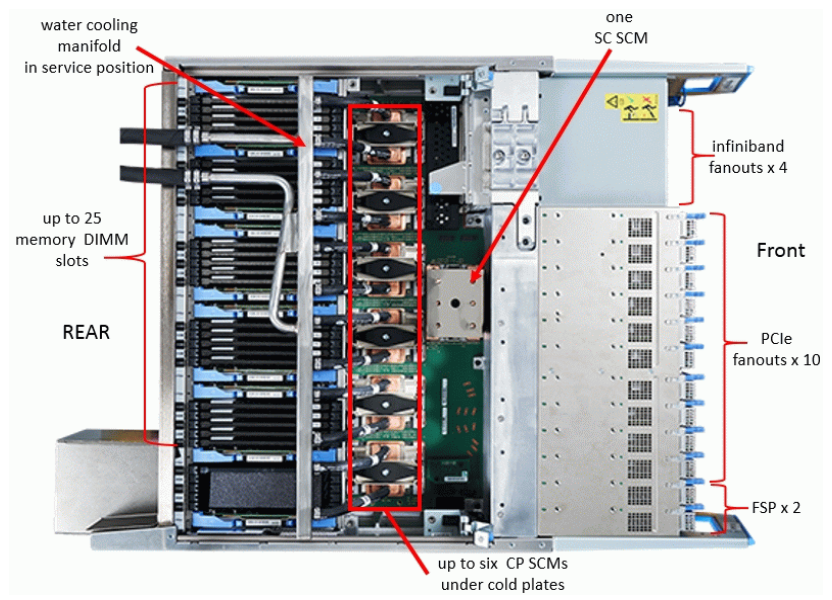 water cooling
manifold
in service position
one
SC SCM
infiniband
fanouts x 4
up to 25
memory DIMM
slots
Front
REAR
PCIe
fanouts x 10
FSP x 2
up to six CP SCMs
under cold plates